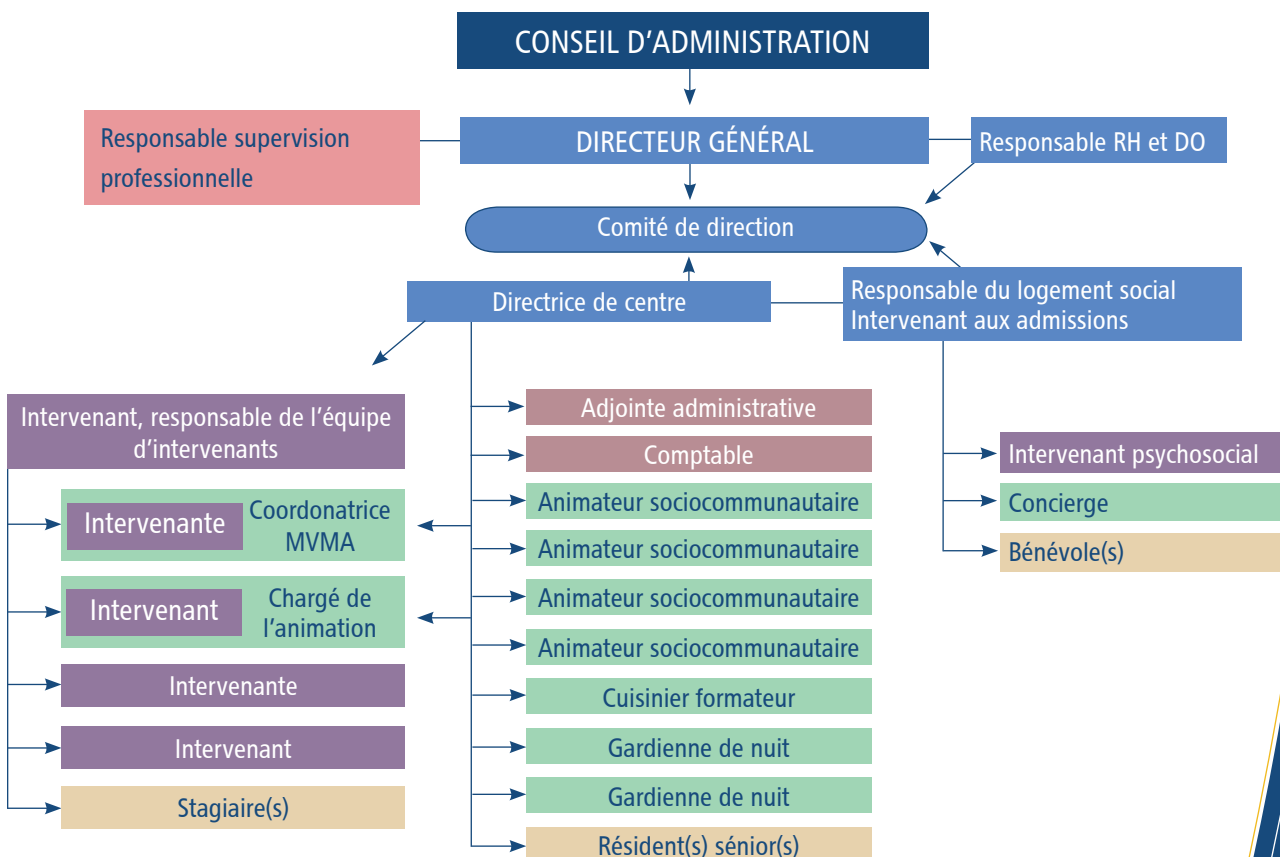 CONSEIL D'ADMINISTRATION
Responsable supervision
professionnelle
DIRECTEUR GÉNÉRAL
Responsable RH et DO
Comité de direction
Directrice de centre
Responsable du logement social
Intervenant aux admissions
Intervenant, responsable de l'équipe
d'intervenants
Intervenante
Coordonatrice
MVMA
Intervenant
Chargé de
l'animation
Intervenante
Intervenant
Stagiaire(s)
Adjointe administrative
Comptable
Animateur sociocommunautaire
Animateur sociocommunautaire
Animateur sociocommunautaire
Animateur sociocommunautaire
Cuisinier formateur
Gardienne de nuit
Gardienne de nuit
Résident(s) sénior(s)
Intervenant psychosocial
Concierge
Bénévole(s)